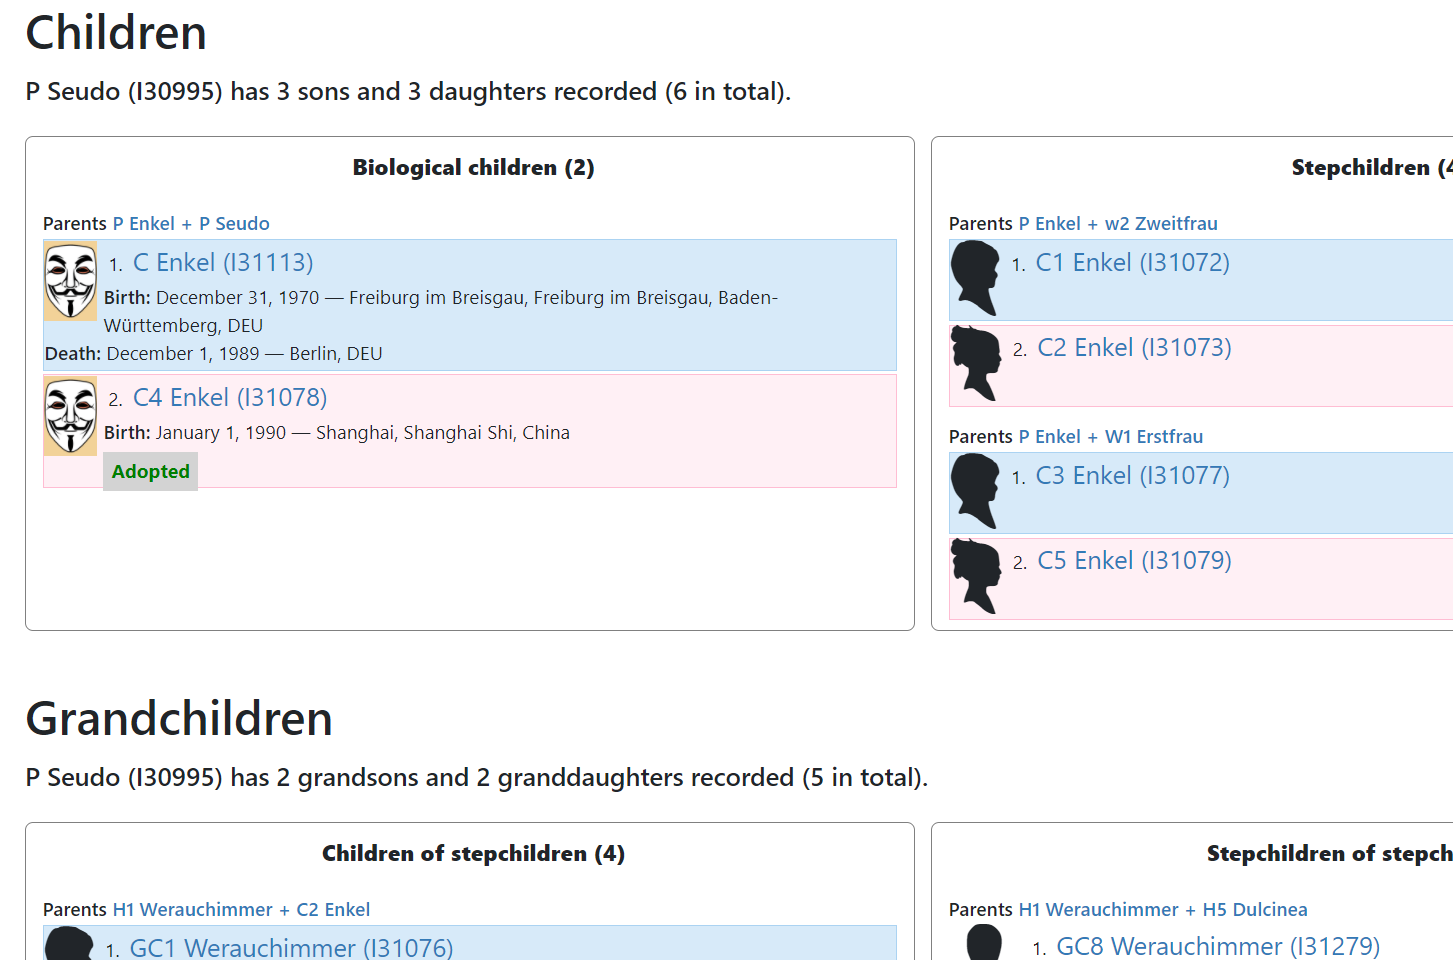 Children
P Seudo (I30995) has 3 sons and 3 daughters recorded (6 in total).
Biological children (2)
Parents P Enkel + P Seudo
1. C Enkel (I31113)
Birth: December 31, 1970 — Freiburg im Breisgau, Freiburg im Breisgau, Baden-
Württemberg, DEU
Death: December 1, 1989 — Berlin, DEU
2. C4 Enkel (I31078)
Birth: January 1, 1990 — Shanghai, Shanghai Shi, China
Adopted
Stepchildren (4
Parents P Enkel + w2 Zweitfrau
1. C1 Enkel (I31072)
2. C2 Enkel (I31073)
Parents P Enkel + W1 Erstfrau
1. C3 Enkel (I31077)
2. C5 Enkel (I31079)
Grandchildren
P Seudo (I30995) has 2 grandsons and 2 granddaughters recorded (5 in total).
Children of stepchildren (4)
Parents H1 Werauchimmer + C2 Enkel
1. GC1 Werauchimmer (I31076)
Stepchildren of stepch
Parents H1 Werauchimmer + H5 Dulcinea
1. GC8 Werauchimmer (I31279)